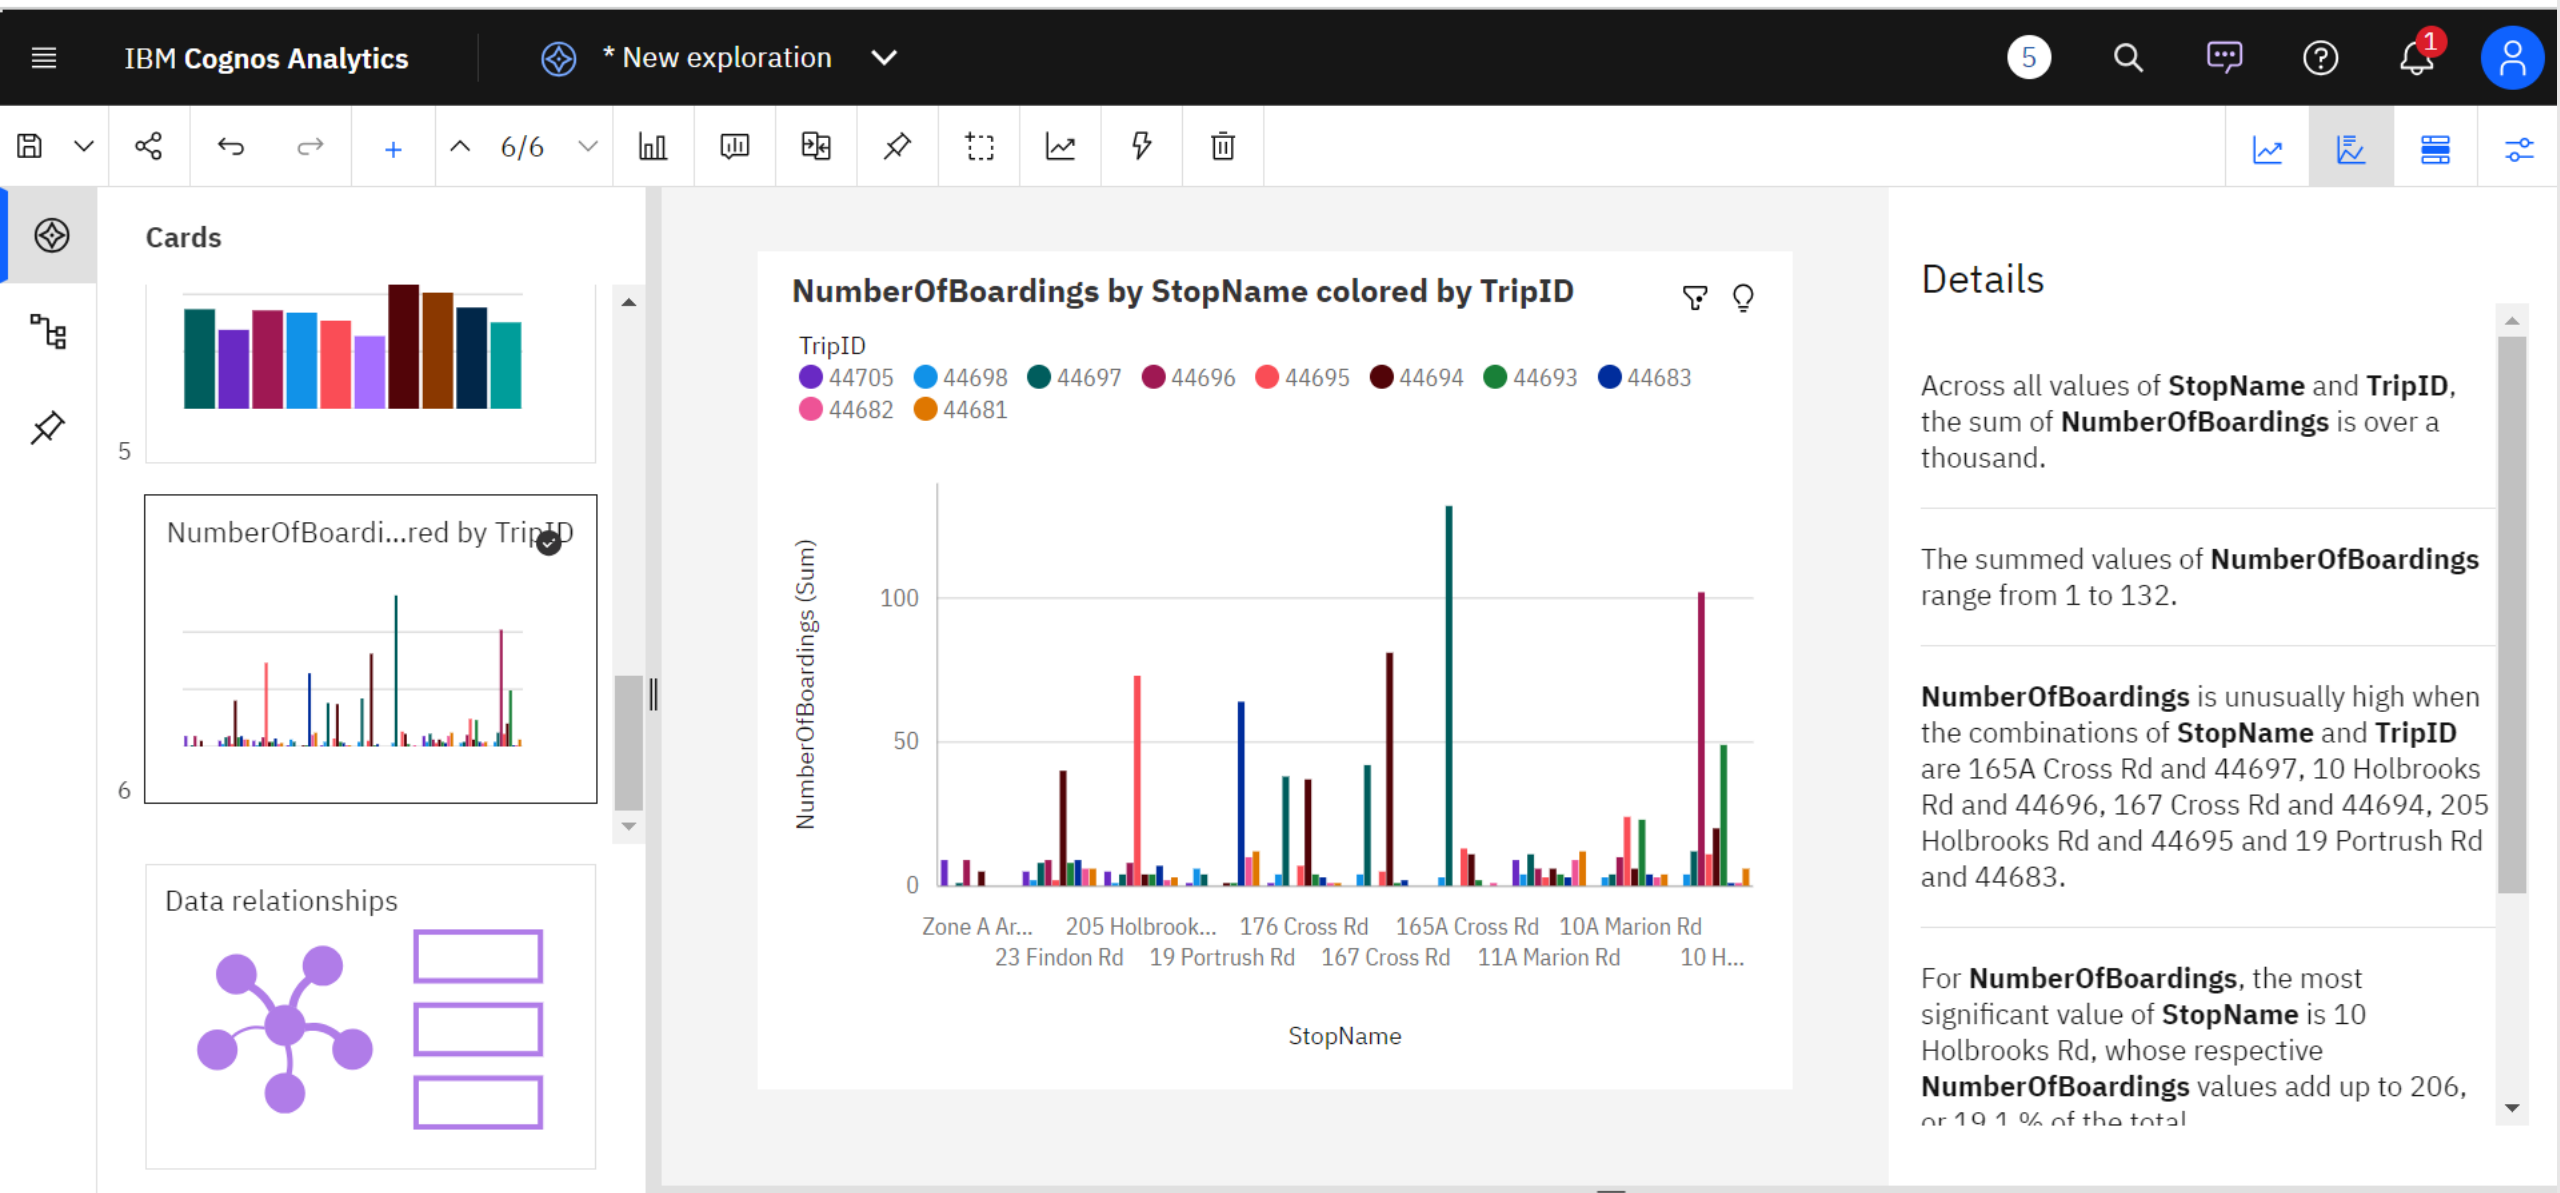 IBM Cognos Analytics
* New exploration
5
1
6/6
Cards
5
NumberOfBoardi...red by TripID
6
Data relationships
NumberOfBoardings by StopName colored by TripID
TripID
44705 44698 44697 44696 44695 44694 44693 44683
44682 44681
NumberOfBoardings (Sum)
100
50
0
Zone A Ar... 205 Holbrook... 176 Cross Rd 165A Cross Rd 10A Marion Rd
23 Findon Rd 19 Portrush Rd 167 Cross Rd 11A Marion Rd 10 H...
StopName
Details
Across all values of StopName and TripID,
the sum of NumberOfBoardings is over a
thousand.
The summed values of NumberOfBoardings
range from 1 to 132.
NumberOfBoardings is unusually high when
the combinations of StopName and TripID
are 165A Cross Rd and 44697, 10 Holbrooks
Rd and 44696, 167 Cross Rd and 44694, 205
Holbrooks Rd and 44695 and 19 Portrush Rd
and 44683.
For NumberOfBoardings, the most
significant value of StopName is 10
Holbrooks Rd, whose respective
NumberOfBoardings values add up to 206,
or 19.1 % of the total